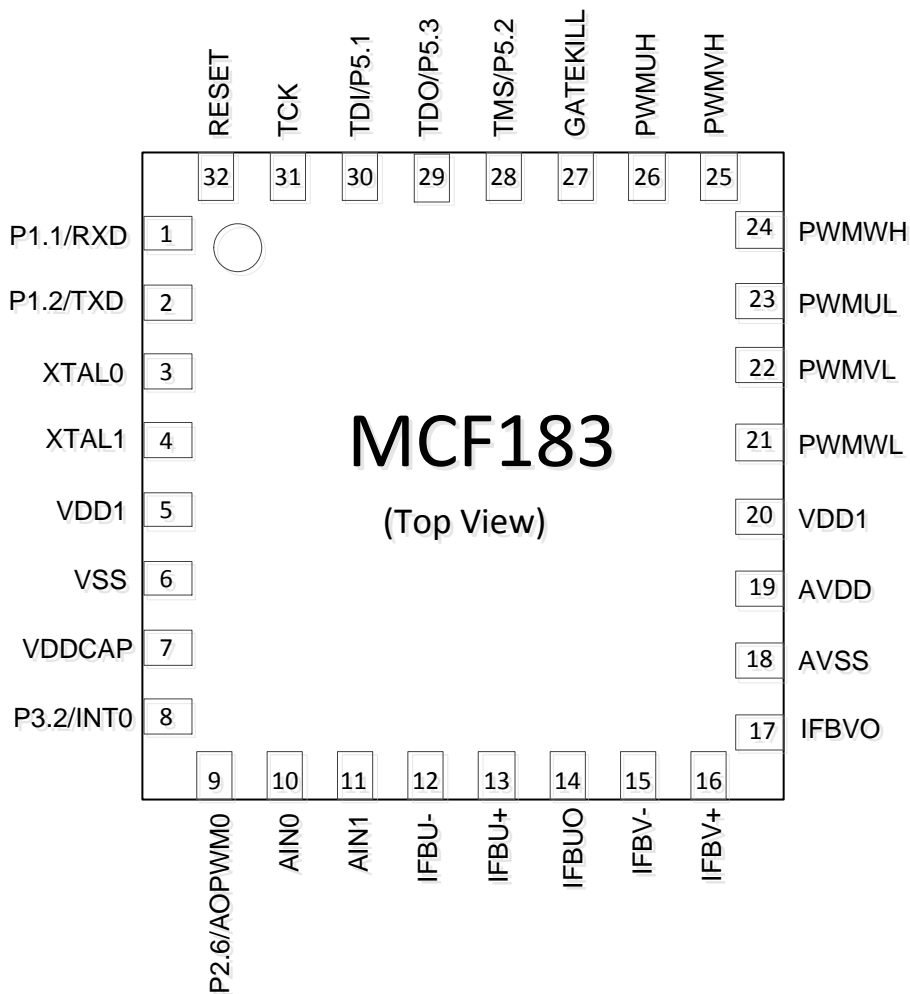 RESET
TCK
TDI/P5.1
TDO/P5.3
TMS/P5.2
GATEKILL
PWMUH
PWMVH
32
31
30
29
28
27
26
25
P1.1/RXD
1
P1.2/TXD
2
XTAL0
3
XTAL1
4
VDD1
5
VSS
6
VDDCAP
7
P3.2/INT0
8
MCF183
(Top View)
24
PWMWH
23
PWMUL
22
PWMVL
21
PWMWL
20
VDD1
19
AVDD
18
AVSS
17
IFBVO
9
10
11
12
13
14
15
16
P2.6/AOPWM0
AIN0
AIN1
IFBU-
IFBU+
IFBUO
IFBV-
IFBV+